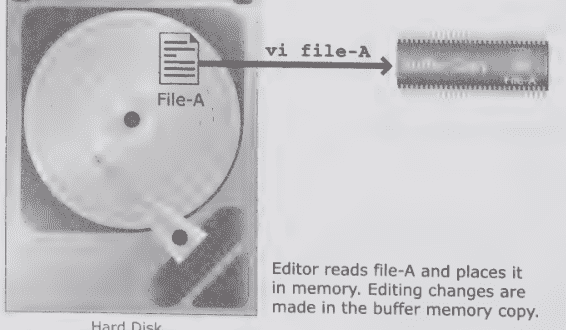 vi file-A
File-A
File-A
Editor reads file-A and places it
in memory. Editing changes are
made in the buffer memory copy.
Hard Disk